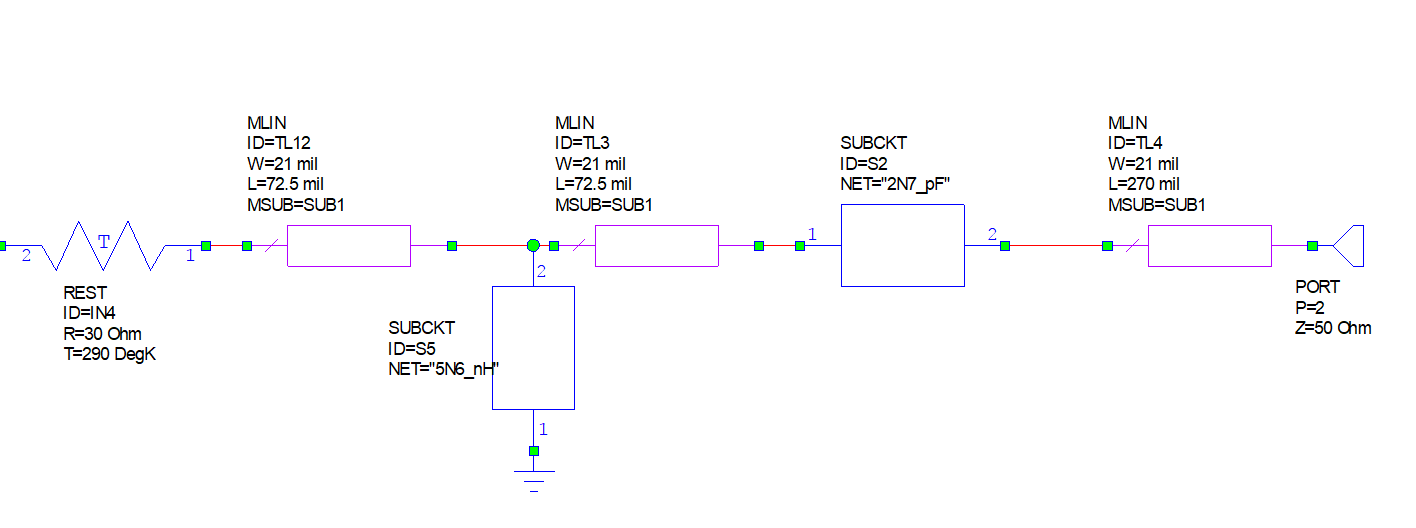 MLIN
ID=TL12
W=21 mil
L=72.5 mil
MSUB=SUB1
MLIN
ID=TL3
W=21 mil
L=72.5 mil
MSUB=SUB1
SUBCKT
ID=S2
NET="2N7_pF"
MLIN
ID=TL4
W=21 mil
L=270 mil
MSUB=SUB1
2
T
1
REST
ID=IN4
R=30 Ohm
T=290 DegK
2
SUBCKT
ID=S5
NET="5N6_nH"
1
1
2
PORT
P=2
Z=50 Ohm